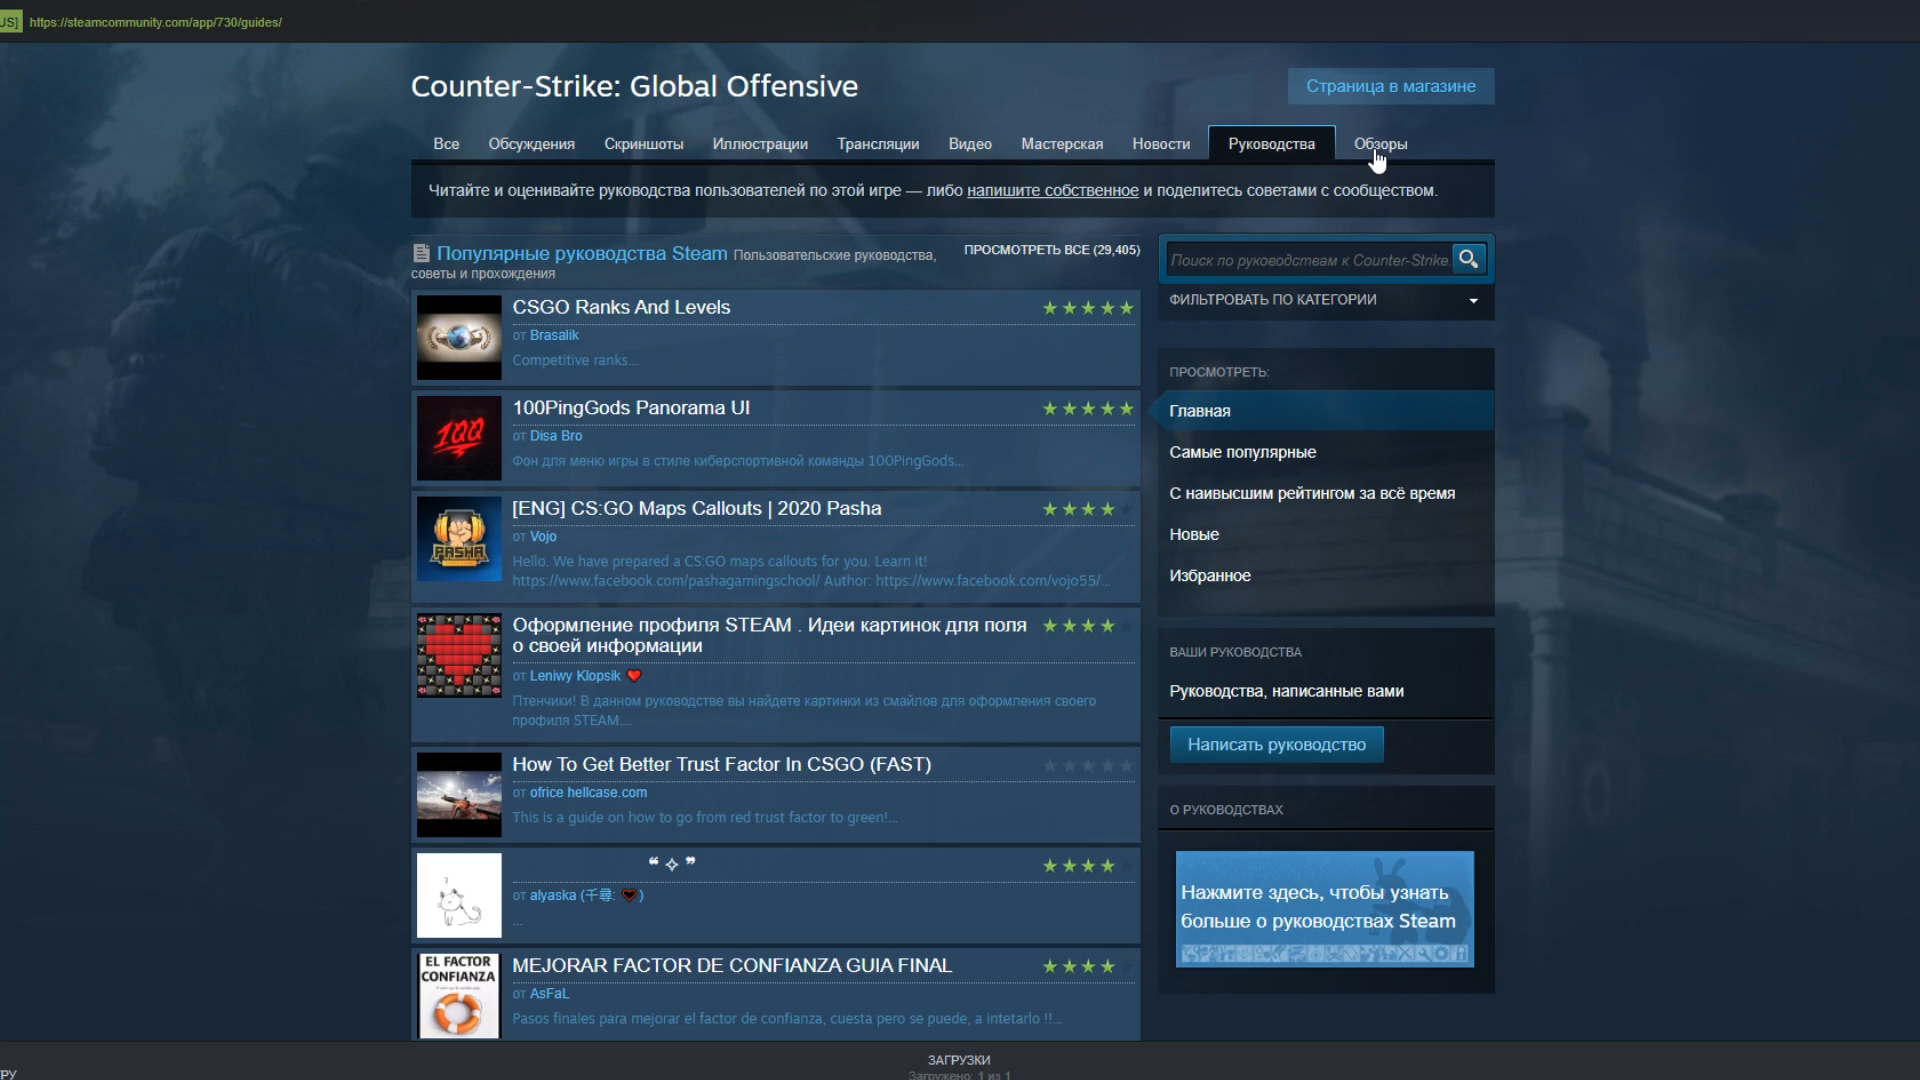 US]
https://steamcommunity.com/app/730/guides/
Counter-Strike: Global Offensive
Страница в магазине
Все Обсуждения Скриншоты Иллюстрации Трансляции Видео Мастерская Новости Руководства Обзоры
Читайте и оценивайте руководства пользователей по этой игре — либо напишите собственное и поделитесь советами с сообществом.
Популярные руководства Steam Пользовательские руководства,
советы и прохождения
ПРОСМОТРЕТЬ ВСЕ (29,405)
CSGO Ranks And Levels
от Brasalik
Competitive ranks...
100
100PingGods Panorama UI
от Disa Bro
Фон для меню игры в стиле киберспортивной команды 100PingGods...
PASHA
[ENG] CS:GO Maps Callouts | 2020 Pasha
от Vojo
Hello. We have prepared a CS:GO maps callouts for you. Learn it!
https://www.facebook.com/pashagamingschool/ Author: https://www.facebook.com/vojo55/...
Оформление профиля STEAM . Идеи картинок для поля
о своей информации
от Leniwy Klopsik ❤
Птенчики! В данном руководстве вы найдете картинки из смайлов для оформления своего
профиля STEAM....
How To Get Better Trust Factor In CSGO (FAST)
от ofrice hellcase.com
This is a guide on how to go from red trust factor to green!...
❝ ✧ ❞
от alyaska (千尋: 🖤)
...
EL FACTOR
CONFIANZA
MEJORAR FACTOR DE CONFIANZA GUIA FINAL
от AsFaL
Pasos finales para mejorar el factor de confianza, cuesta pero se puede, a intetarlo !!...
Поиск по руководствам к Counter-Strike
ФИЛЬТРОВАТЬ ПО КАТЕГОРИИ
ПРОСМОТРЕТЬ:
Главная
Самые популярные
С наивысшим рейтингом за всё время
Новые
Избранное
ВАШИ РУКОВОДСТВА
Руководства, написанные вами
Написать руководство
О РУКОВОДСТВАХ
Нажмите здесь, чтобы узнать
больше о руководствах Steam
ЗАГРУЗКИ
Загружено: 1 из 1
РУ